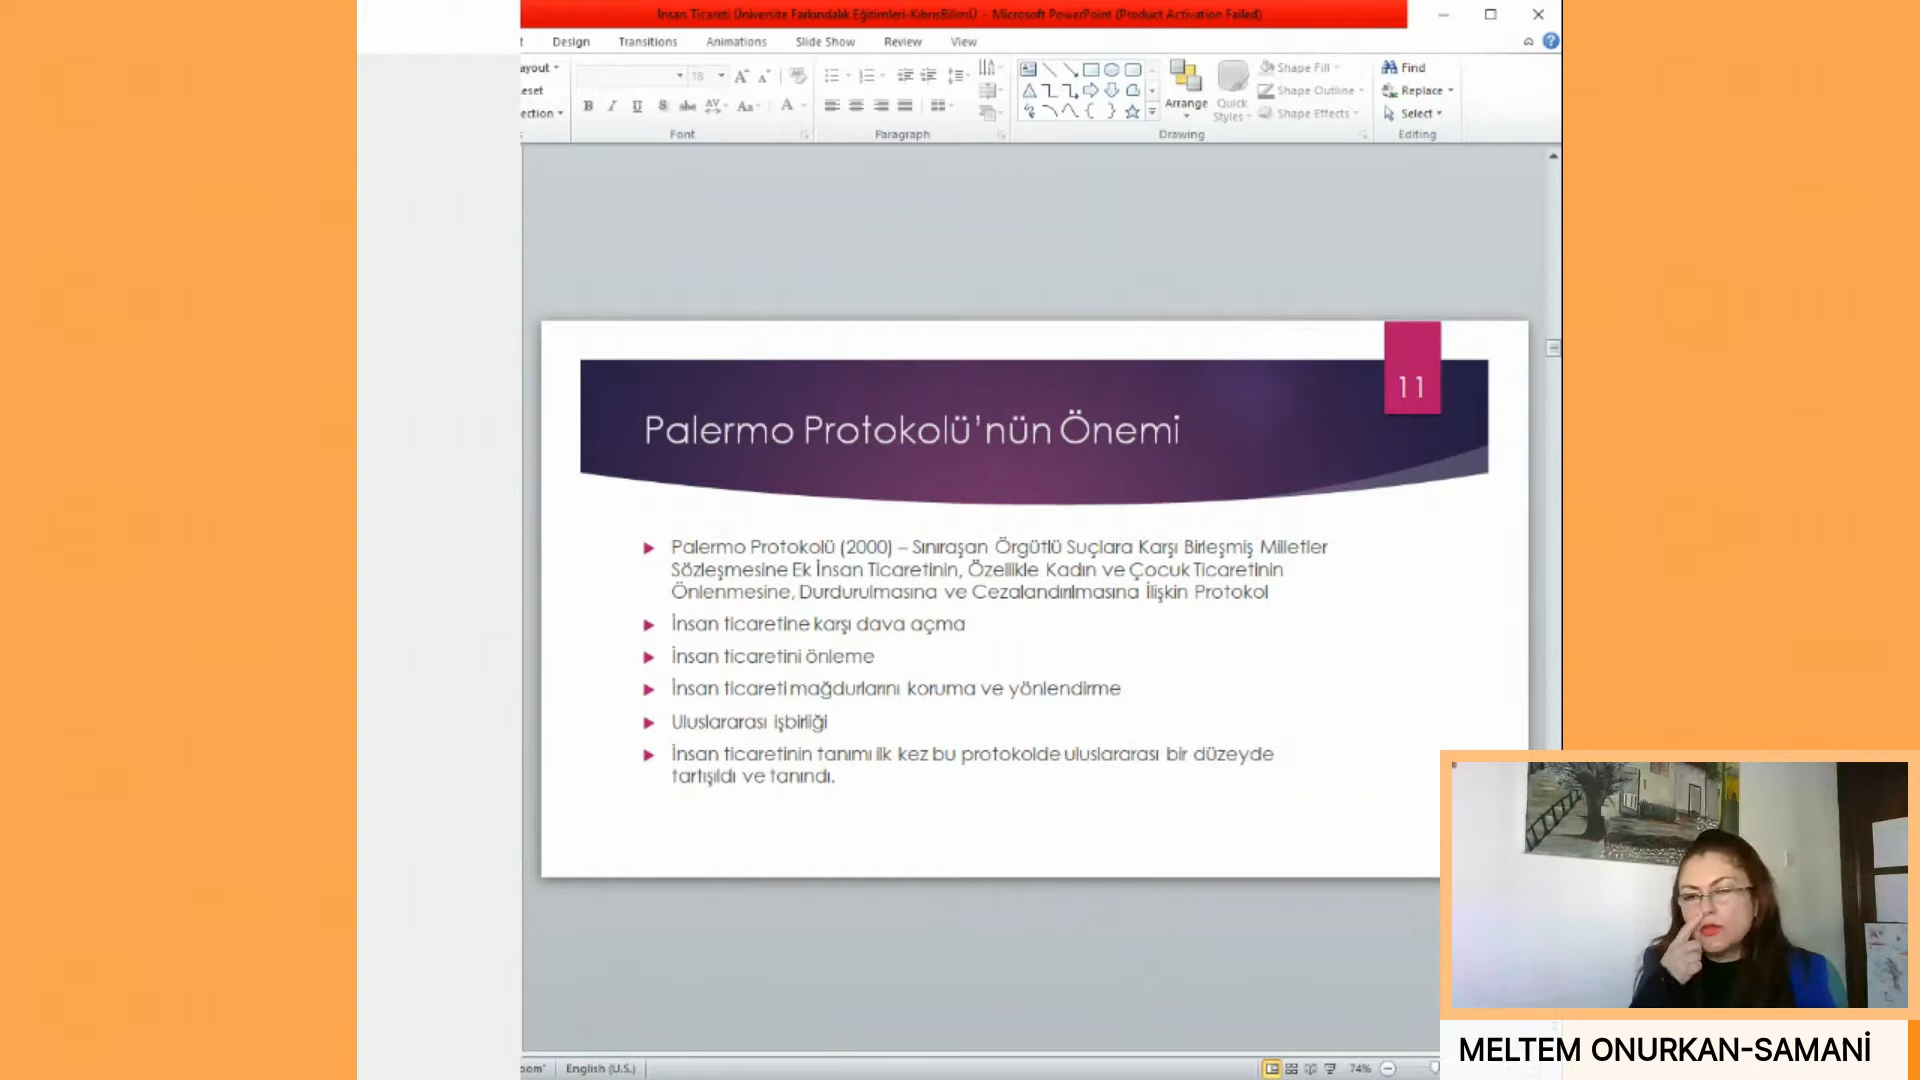 İnsan Ticareti Üniversite Farkındalık Eğitimleri-KıbrısBilimÜ - Microsoft PowerPoint (Product Activation Failed)
Design Transitions Animations Slide Show Review View
ayout
eset
ection
18
B I U S abc AV Aa A
Font
Paragraph
Arrange
Quick
Styles
Drawing
Shape Fill
Shape Outline
Shape Effects
Find
Replace
Select
Editing
11
Palermo Protokolü'nün Önemi
Palermo Protokolü (2000) – Sınıraşan Örgütlü Suçlara Karşı Birleşmiş Milletler
Sözleşmesine Ek İnsan Ticaretinin, Özellikle Kadın ve Çocuk Ticaretinin
Önlenmesine, Durdurulmasına ve Cezalandırılmasına İlişkin Protokol
İnsan ticaretine karşı dava açma
İnsan ticaretini önleme
İnsan ticareti mağdurlarını koruma ve yönlendirme
Uluslararası işbirliği
İnsan ticaretinin tanımı ilk kez bu protokolde uluslararası bir düzeyde
tartışıldı ve tanındı.
MELTEM ONURKAN-SAMANİ
oom" English (U.S.) 74%